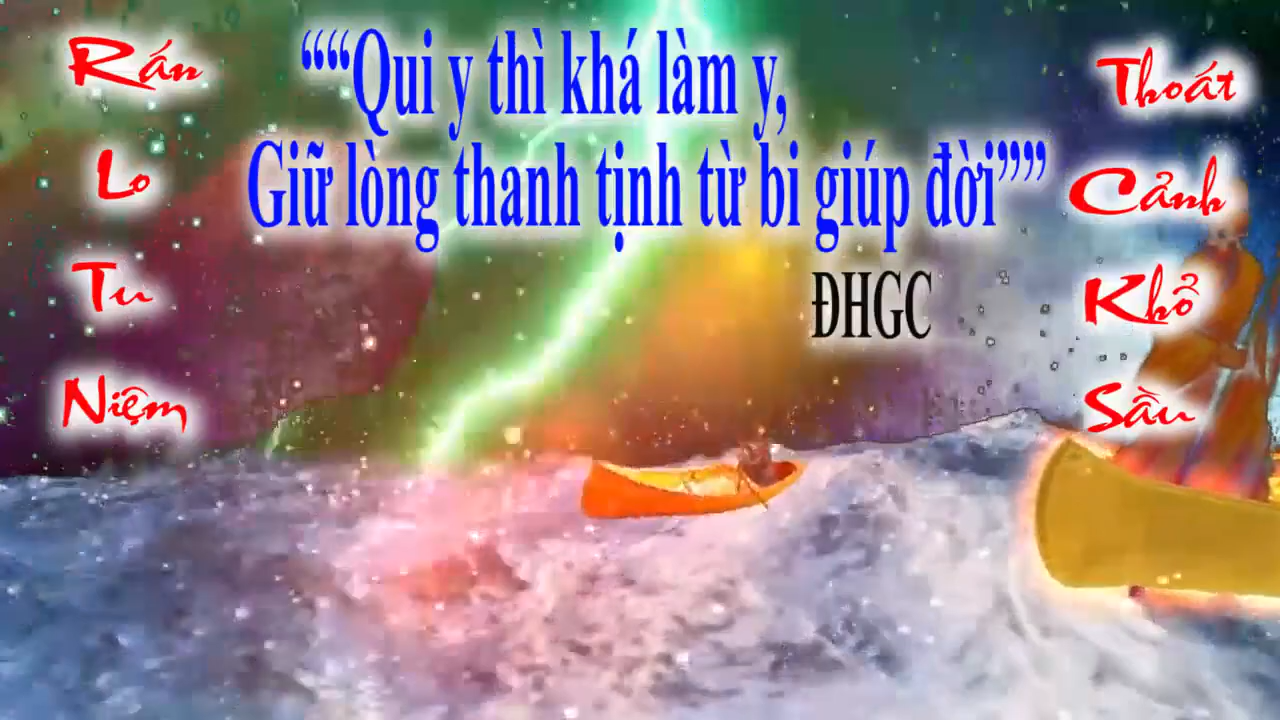 Rán
Lo
Tu
Niệm
““Qui y thì khá làm y,
Giữ lòng thanh tịnh từ bi giúp đời””
ĐHGC
Thoát
Cảnh
Khổ
Sầu